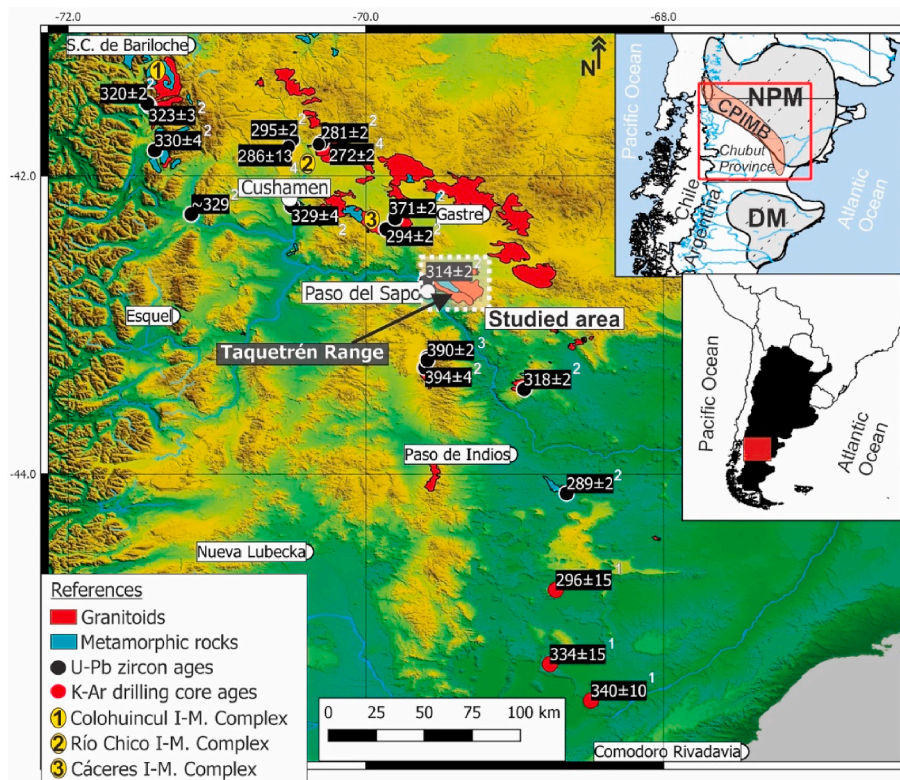 -72.0
-70.0
-68.0
S.C. de Bariloche
1
320±2 2
323±3 2
330±4 2
295±2 2
286±13 4
281±2 2
272±2 4
2
Cushamen
~329 2
329±4 2
3
371±2 2
294±2 2
Gastre
-42.0
314±2 2
Paso del Sapo
Studied area
Esquel
Taquetrén Range
390±2 3
394±4 2
318±2 2
Paso de Indios
-44.0
289±2 2
Nueva Lubecka
296±15 1
334±15 1
340±10 1
Comodoro Rivadavia
N
Pacific Ocean
NPM
CPIMB
Chubut
Province
Chile
Argentina
DM
Atlantic
Ocean
Pacific Ocean
Atlantic
Ocean
References
Granitoids
Metamorphic rocks
U-Pb zircon ages
K-Ar drilling core ages
1 Colohuincul I-M. Complex
2 Río Chico I-M. Complex
3 Cáceres I-M. Complex
0 25 50 75 100 km